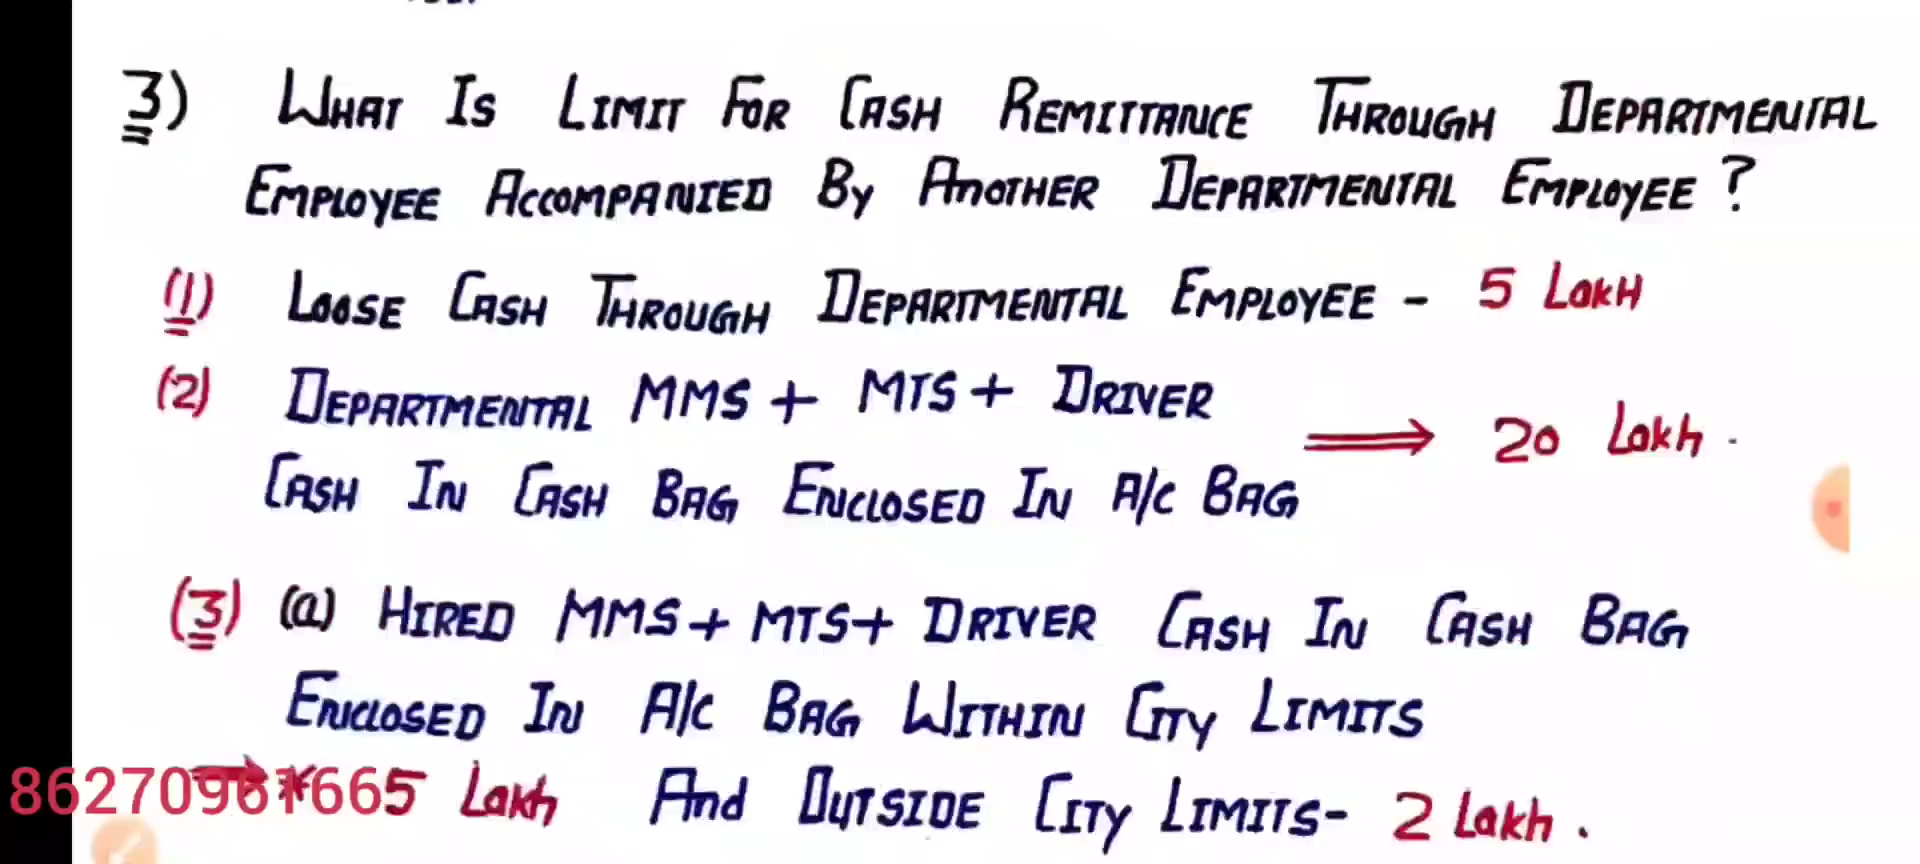 3) What Is Limit For Cash Remittance Through Departmental
Employee Accompanied By Another Departmental Employee ?
(1) Loose Cash Through Departmental Employee - 5 Lakh
(2) Departmental MMS + MTS + Driver
⟹ 20 Lakh.
Cash In Cash Bag Enclosed In A/c Bag
(3) (a) Hired MMS + MTS + Driver Cash In Cash Bag
Enclosed In A/c Bag Within City Limits
→ * 5 Lakh And Outside City Limits - 2 Lakh.